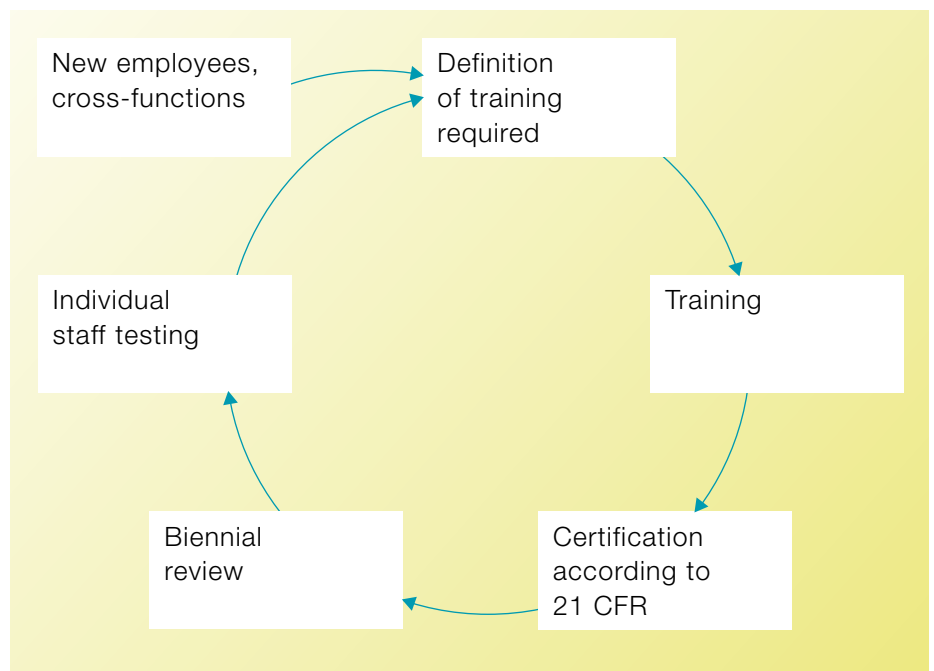 New employees,
cross-functions
Definition
of training
required
Individual
staff testing
Training
Biennial
review
Certification
according to
21 CFR